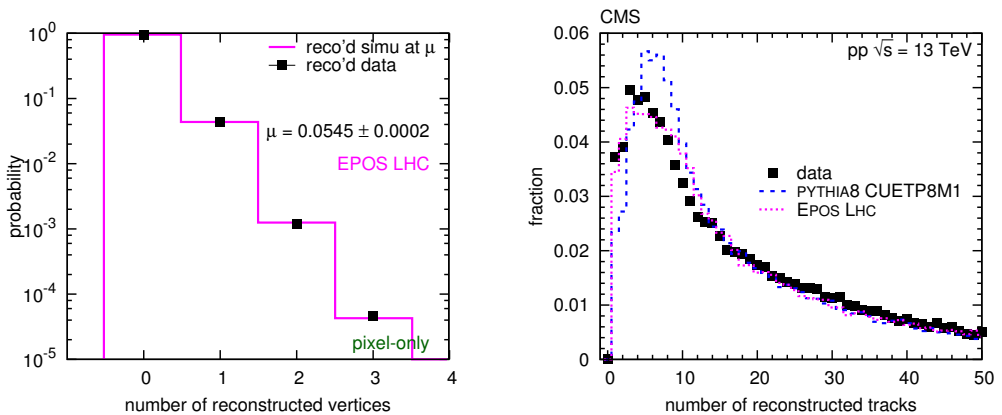 10^0
10^-1
10^-2
10^-3
10^-4
10^-5
probability
reco'd simu at μ
reco'd data
μ = 0.0545 ± 0.0002
EPOS LHC
pixel-only
0 1 2 3 4
number of reconstructed vertices
CMS
pp √s = 13 TeV
0.06
0.05
0.04
0.03
0.02
0.01
0
fraction
data
PYTHIA8 CUETP8M1
EPOS LHC
0 10 20 30 40 50
number of reconstructed tracks